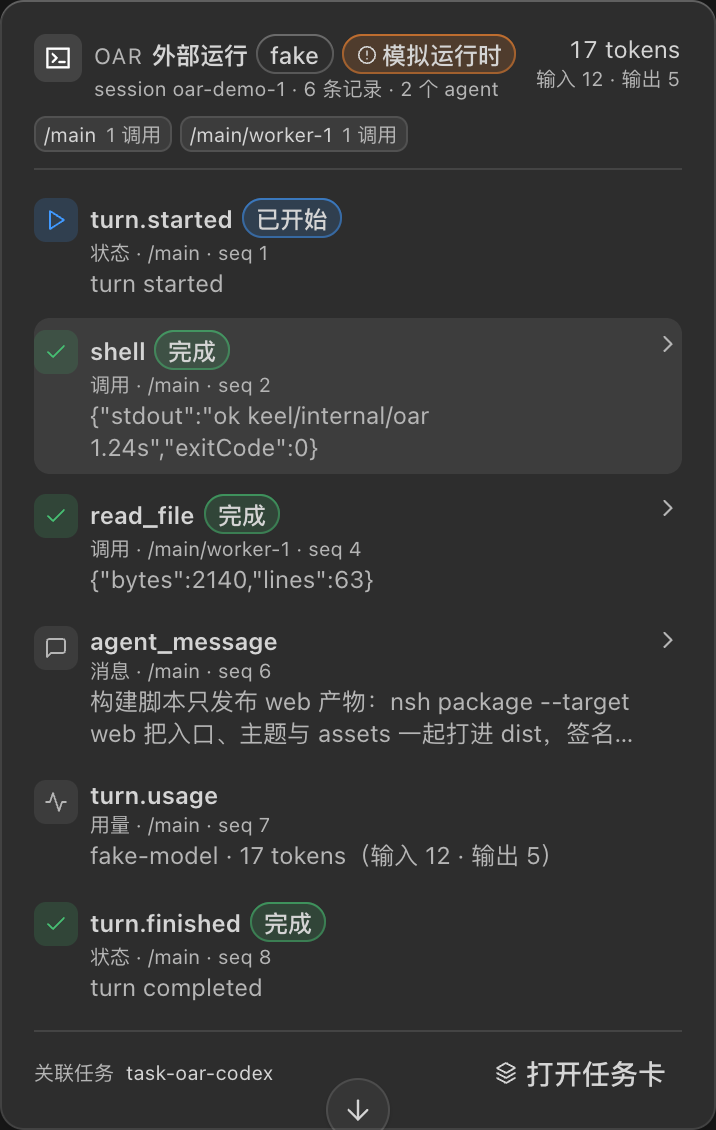 OAR 外部运行 fake 模拟运行时 17 tokens
session oar-demo-1 · 6 条记录 · 2 个 agent 输入 12 · 输出 5
/main 1 调用 /main/worker-1 1 调用
turn.started 已开始
状态 · /main · seq 1
turn started
shell 完成
调用 · /main · seq 2
{"stdout":"ok keel/internal/oar
1.24s","exitCode":0}
read_file 完成
调用 · /main/worker-1 · seq 4
{"bytes":2140,"lines":63}
agent_message
消息 · /main · seq 6
构建脚本只发布 web 产物：nsh package --target
web 把入口、主题与 assets 一起打进 dist，签名…
turn.usage
用量 · /main · seq 7
fake-model · 17 tokens（输入 12 · 输出 5）
turn.finished 完成
状态 · /main · seq 8
turn completed
关联任务 task-oar-codex 打开任务卡